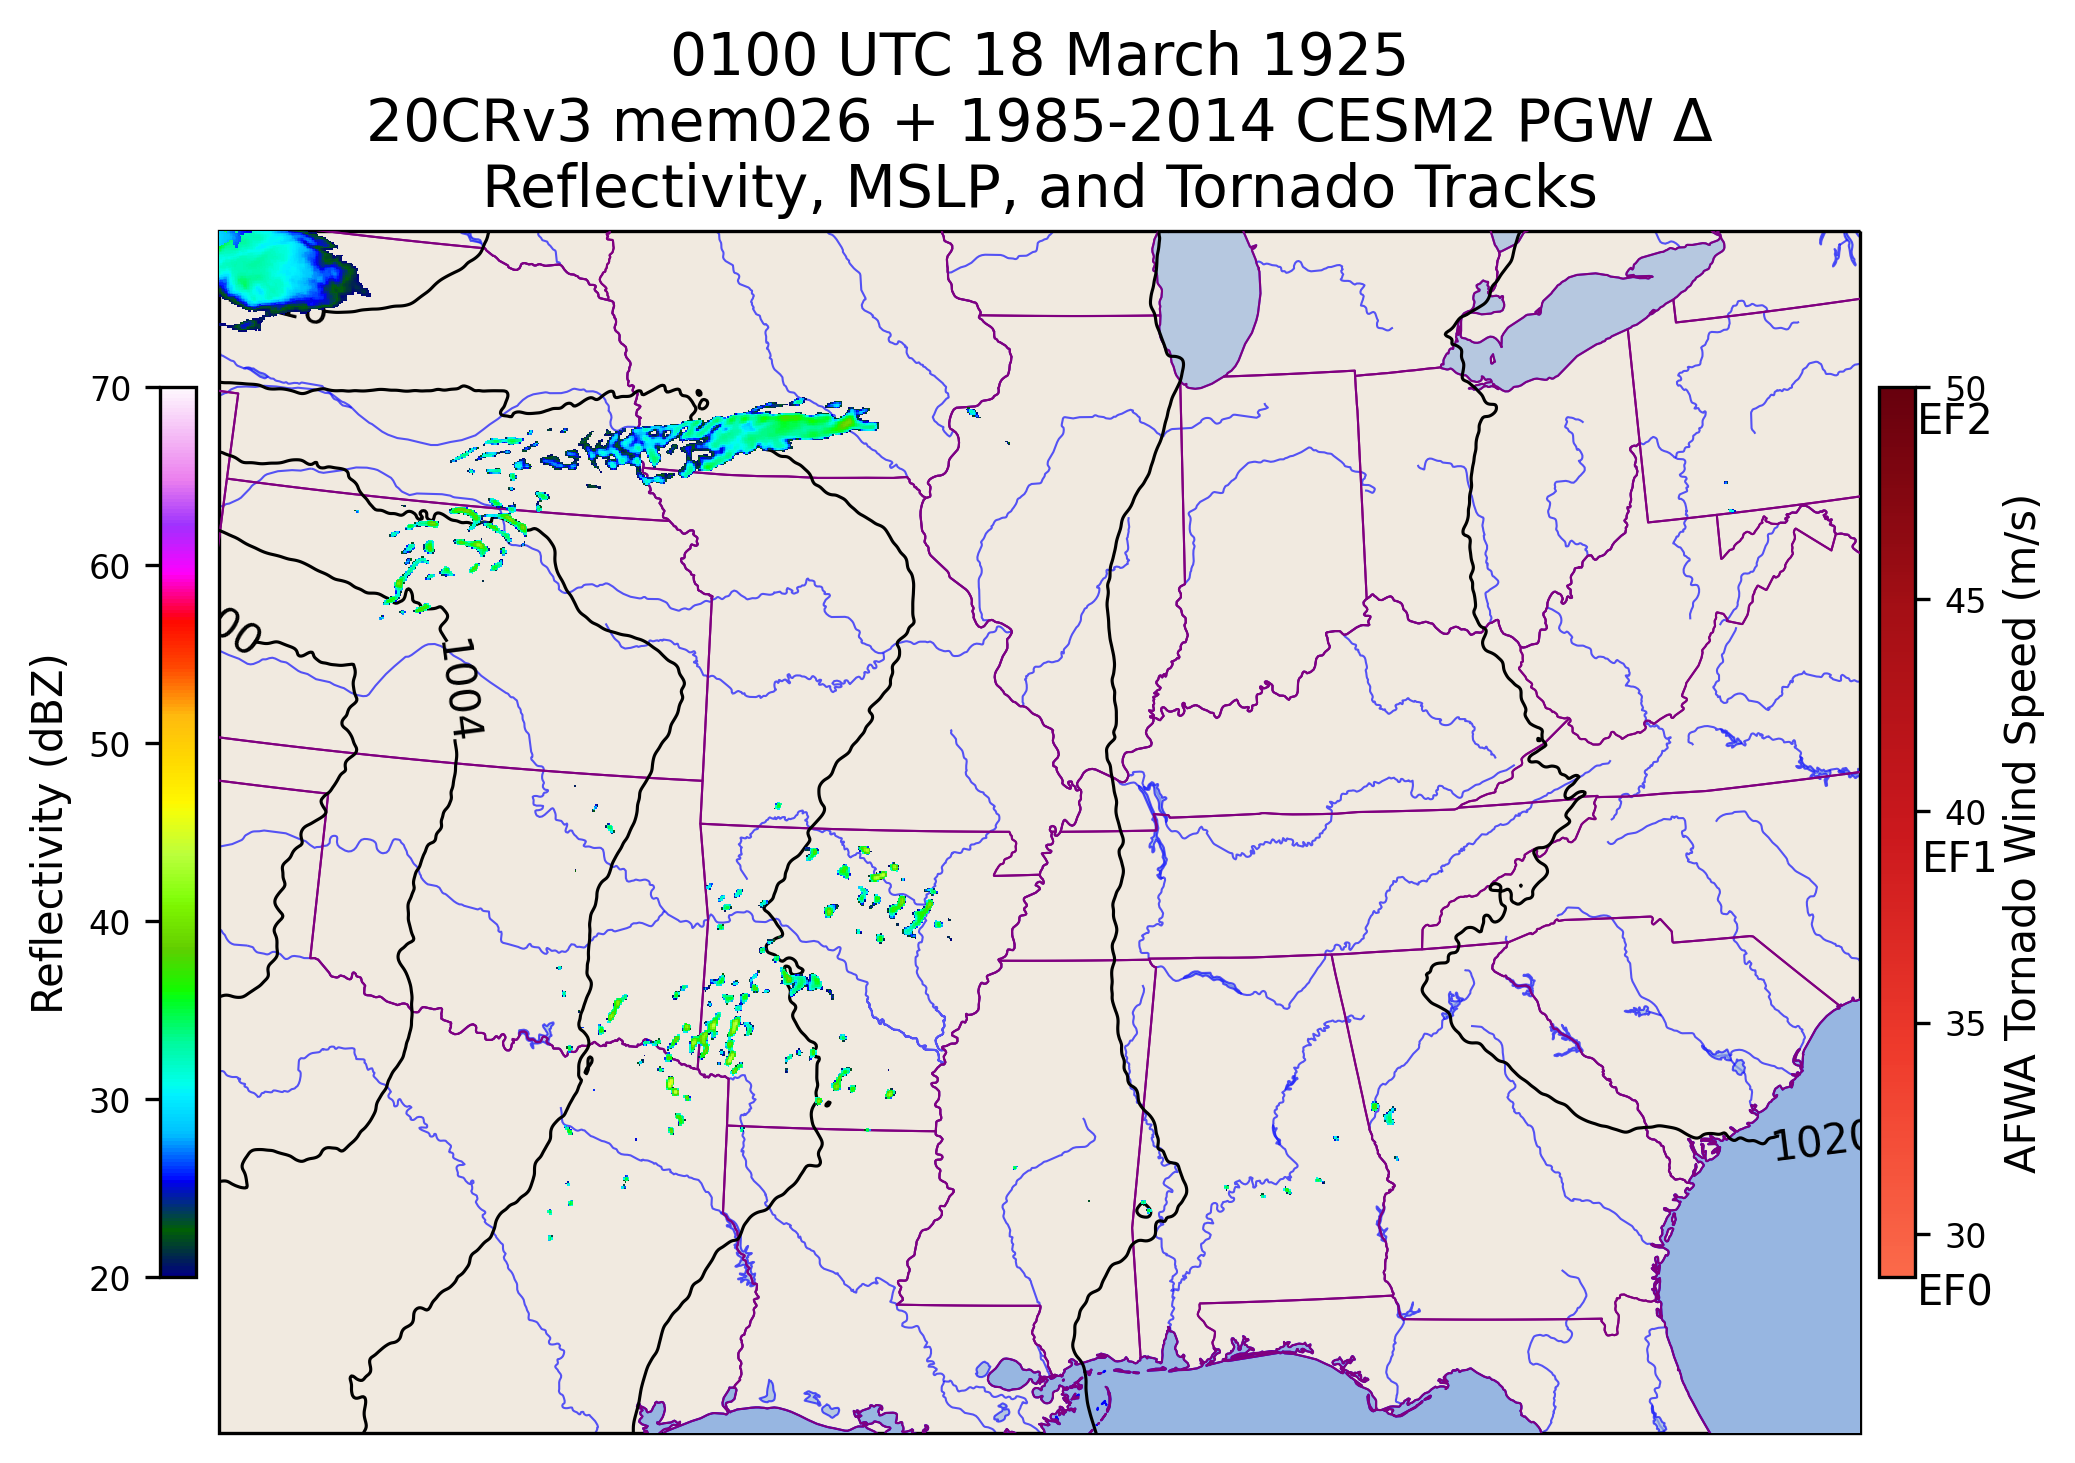 0100 UTC 18 March 1925
20CRv3 mem026 + 1985-2014 CESM2 PGW Δ
Reflectivity, MSLP, and Tornado Tracks
70
60
50
40
30
20
Reflectivity (dBZ)
00
1004
1020
50
EF2
45
40
EF1
35
30
EF0
AFWA Tornado Wind Speed (m/s)